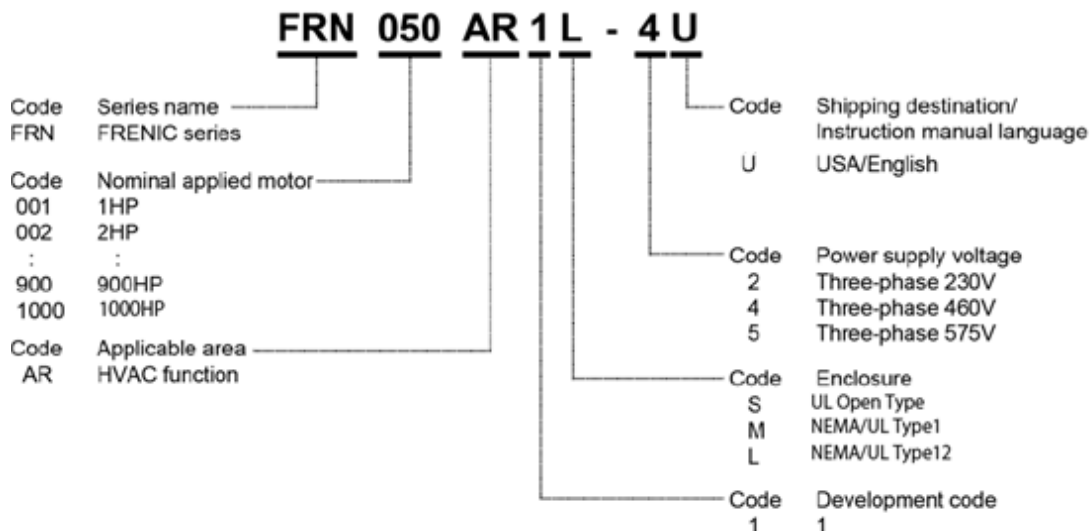 FRN 050 AR 1 L - 4 U
Code Series name
FRN FRENIC series
Code Nominal applied motor
001 1HP
002 2HP
: :
900 900HP
1000 1000HP
Code Applicable area
AR HVAC function
Code Shipping destination/
Instruction manual language
U USA/English
Code Power supply voltage
2 Three-phase 230V
4 Three-phase 460V
5 Three-phase 575V
Code Enclosure
S UL Open Type
M NEMA/UL Type1
L NEMA/UL Type12
Code Development code
1 1